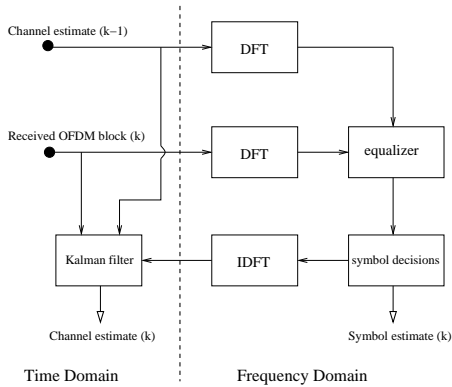 Channel estimate (k−1)
DFT
Received OFDM block (k)
DFT
equalizer
Kalman filter
IDFT
symbol decisions
Channel estimate (k)
Symbol estimate (k)
Time Domain
Frequency Domain